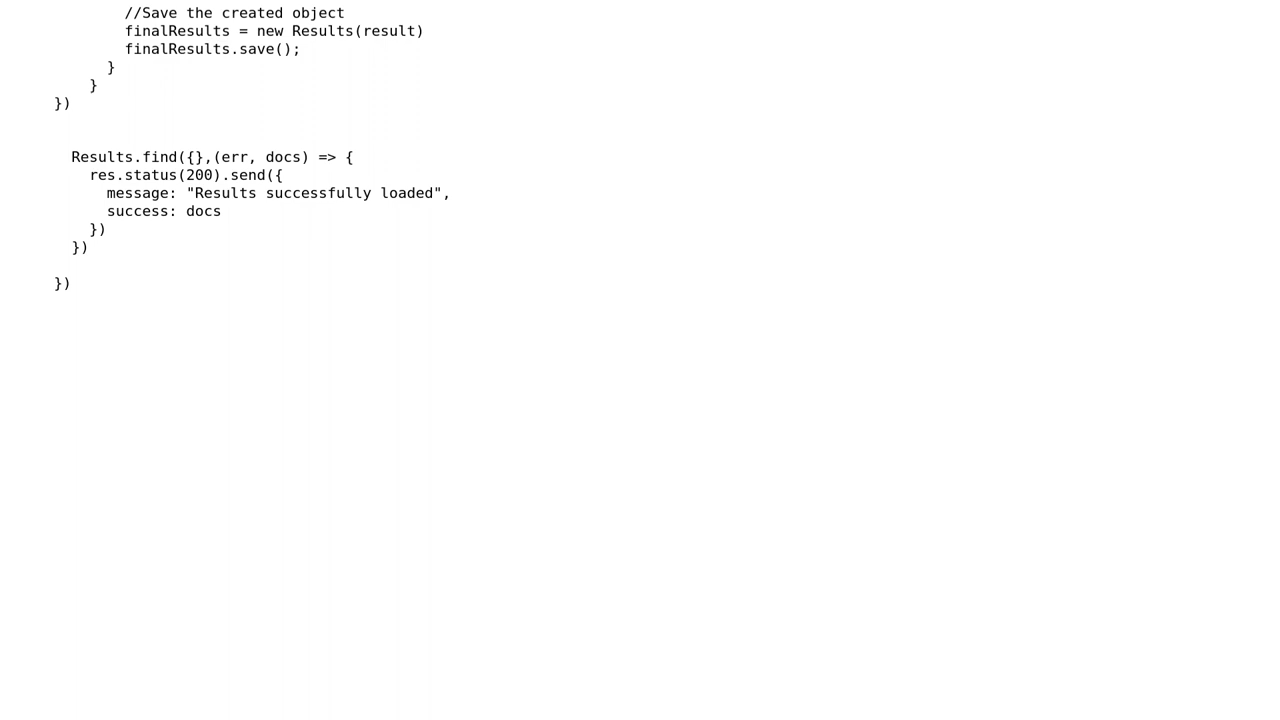 //Save the created object
finalResults = new Results(result)
finalResults.save();
}
}
})
Results.find({},(err, docs) => {
res.status(200).send({
message: "Results successfully loaded",
success: docs
})
})
})